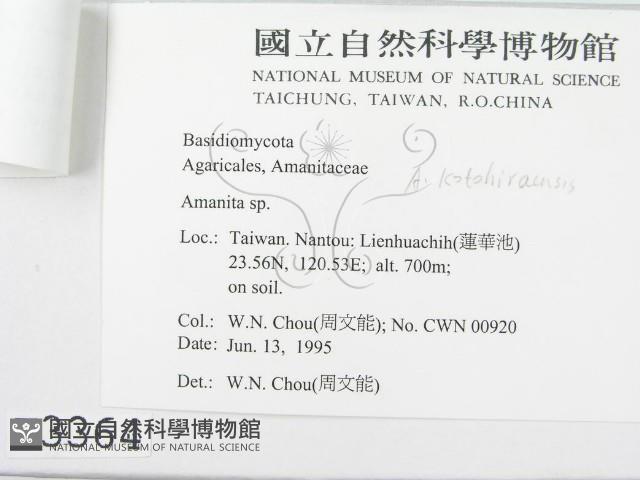 國立自然科學博物館
NATIONAL MUSEUM OF NATURAL SCIENCE
TAICHUNG, TAIWAN, R.O.CHINA
Basidiomycota
Agaricales, Amanitaceae
A. kotohiraensis
Amanita sp.
Loc.: Taiwan. Nantou: Lienhuachih(蓮華池)
23.56N, 120.53E; alt. 700m;
on soil.
Col.: W.N. Chou(周文能); No. CWN 00920
Date: Jun. 13, 1995
Det.: W.N. Chou(周文能)
3364
國立自然科學博物館
NATIONAL MUSEUM OF NATURAL SCIENCE